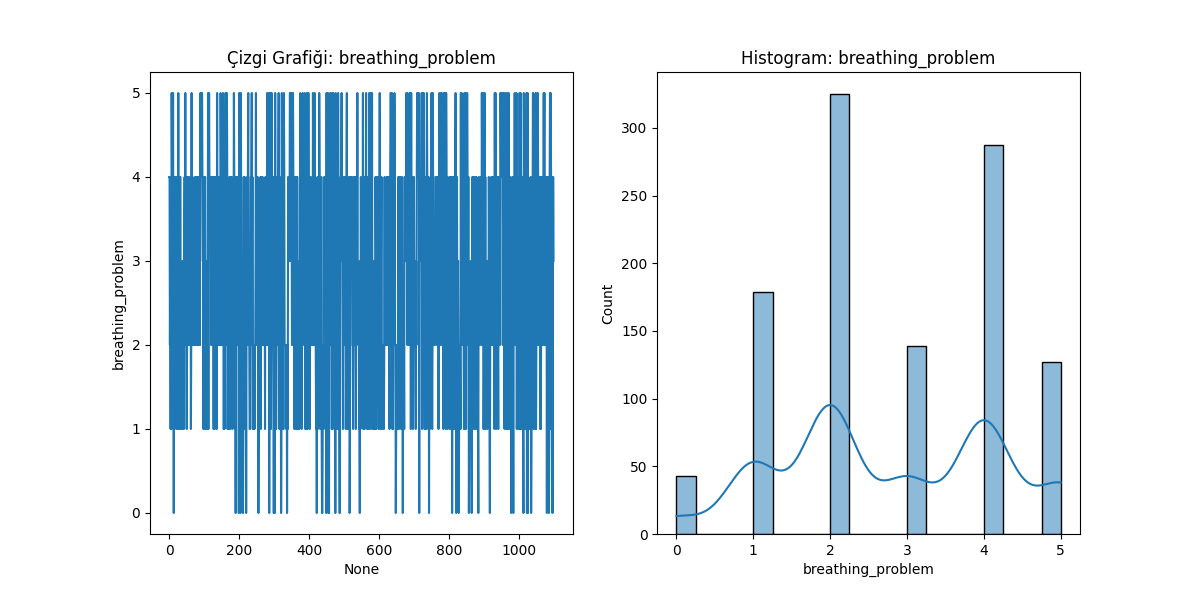 Çizgi Grafiği: breathing_problem
5
4
3
2
1
0
breathing_problem
0 200 400 600 800 1000
None
Histogram: breathing_problem
300
250
200
150
100
50
0
Count
0 1 2 3 4 5
breathing_problem